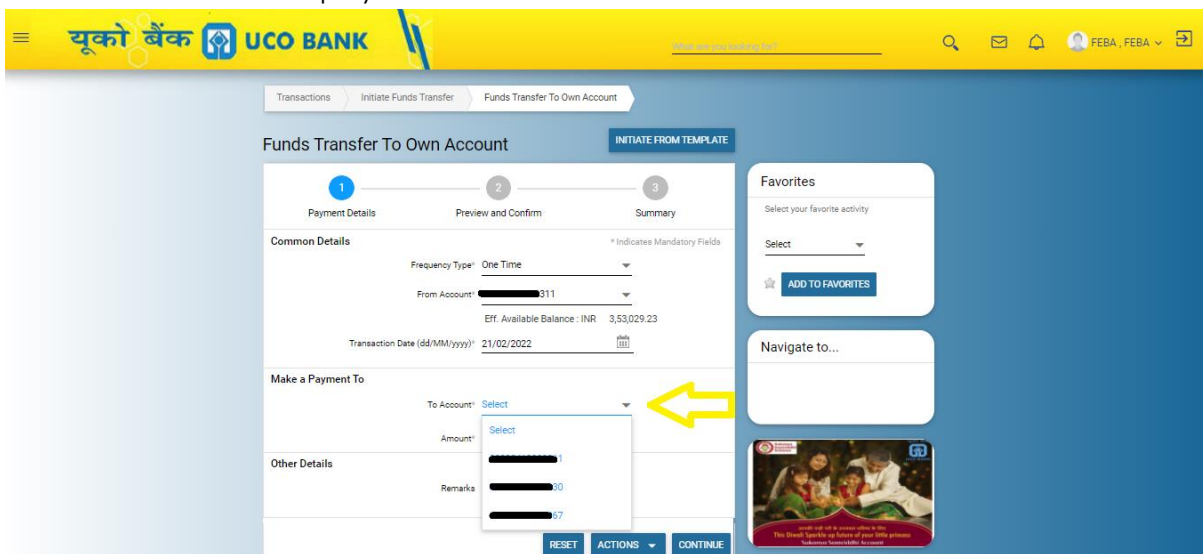 यूको बैंक UCO BANK
What are you looking for?
FEBA , FEBA
Transactions Initiate Funds Transfer Funds Transfer To Own Account
Funds Transfer To Own Account
INITIATE FROM TEMPLATE
1 2 3
Payment Details Preview and Confirm Summary
Common Details * Indicates Mandatory Fields
Frequency Type* One Time
From Account* 311
Eff. Available Balance : INR 3,53,029.23
Transaction Date (dd/MM/yyyy)* 21/02/2022
Make a Payment To
To Account* Select
Select
Amount*
1
Other Details
Remarks 30
67
RESET ACTIONS CONTINUE
Favorites
Select your favorite activity
Select
ADD TO FAVORITES
Navigate to...
This Diwali Sparkle up future of your little princess
Sukanya Samriddhi Account